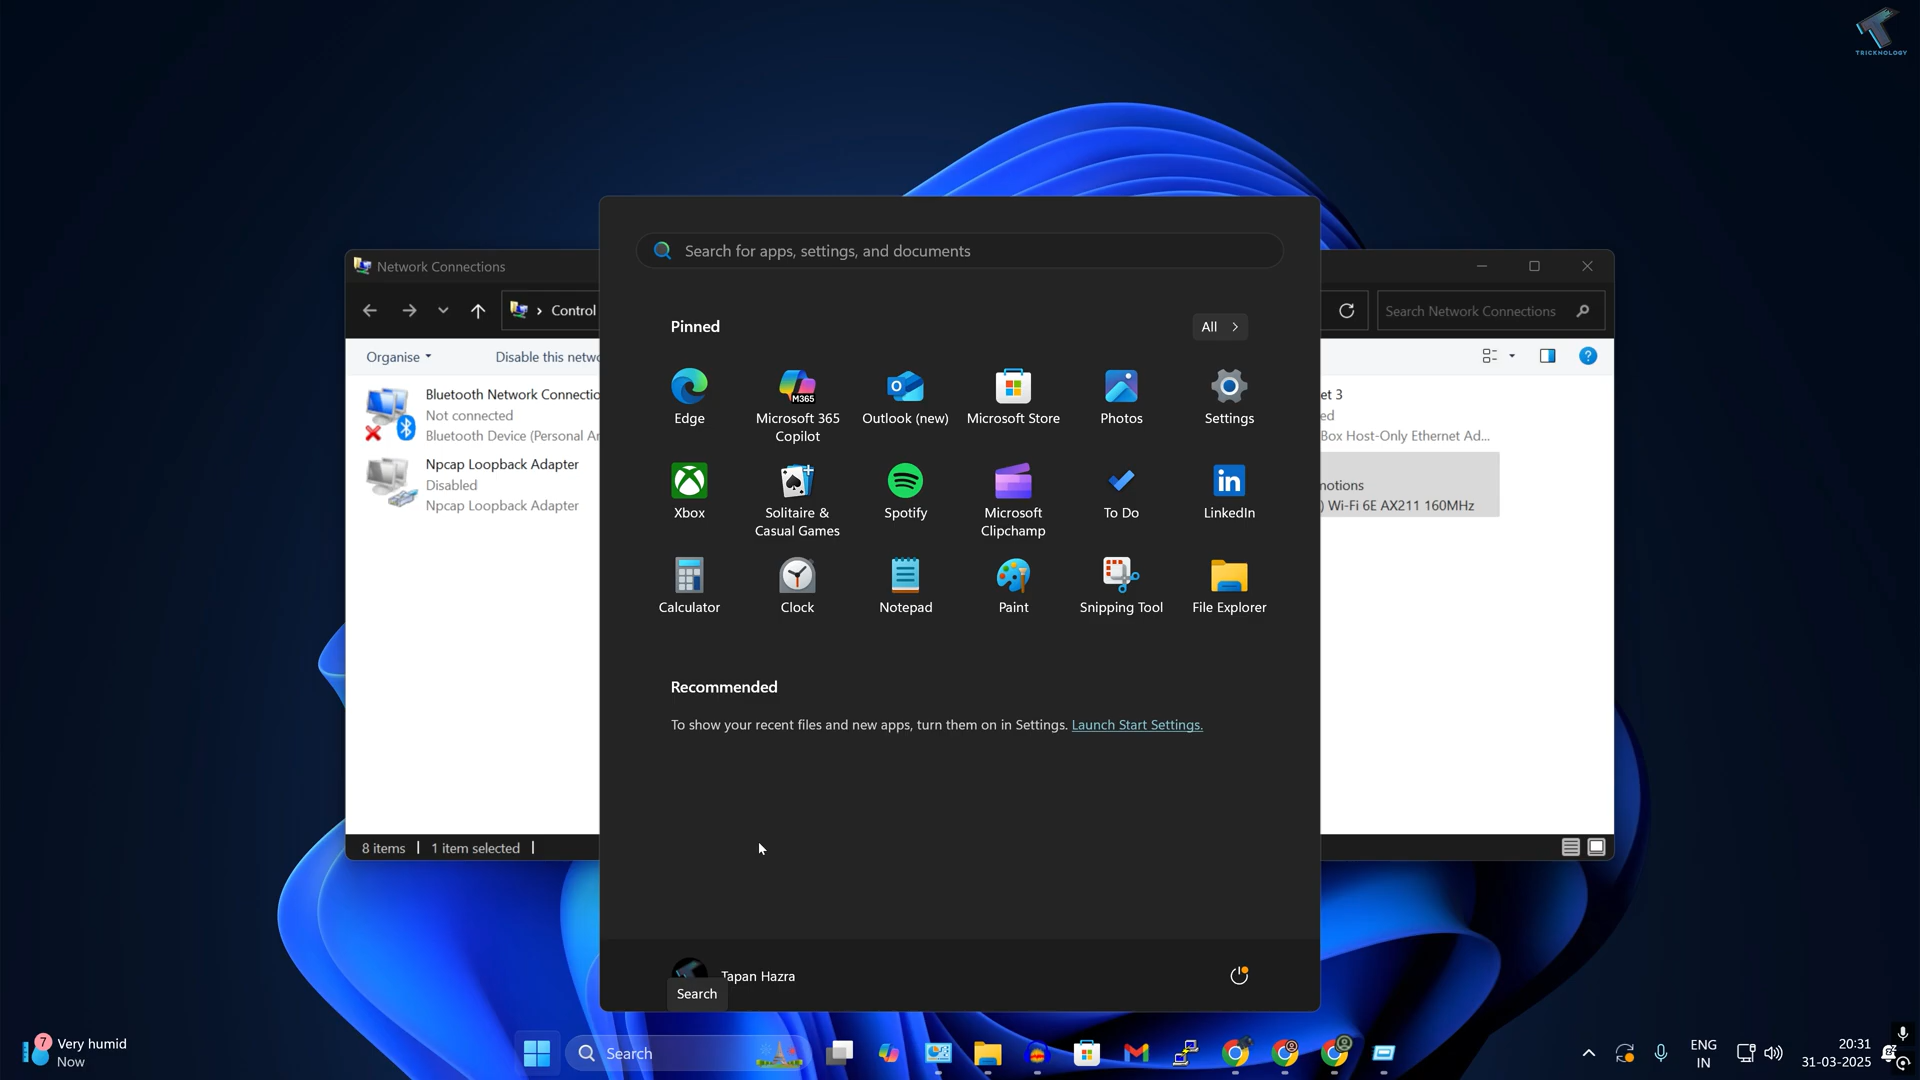 TRICKNOLOGY
Search for apps, settings, and documents
Network Connections
Control
Search Network Connections
Pinned
All
Organise
Disable this netwo
Bluetooth Network Connectio
Not connected
Bluetooth Device (Personal Ar
Npcap Loopback Adapter
Disabled
Npcap Loopback Adapter
Edge
Microsoft 365
Copilot
M365
Outlook (new)
Microsoft Store
Photos
Settings
Xbox
Solitaire &
Casual Games
Spotify
Microsoft
Clipchamp
To Do
LinkedIn
Calculator
Clock
Notepad
Paint
Snipping Tool
File Explorer
et 3
ed
Box Host-Only Ethernet Ad...
notions
) Wi-Fi 6E AX211 160MHz
Recommended
To show your recent files and new apps, turn them on in Settings. Launch Start Settings.
8 items
1 item selected
Tapan Hazra
Search
7
Very humid
Now
Search
ENG
IN
20:31
31-03-2025